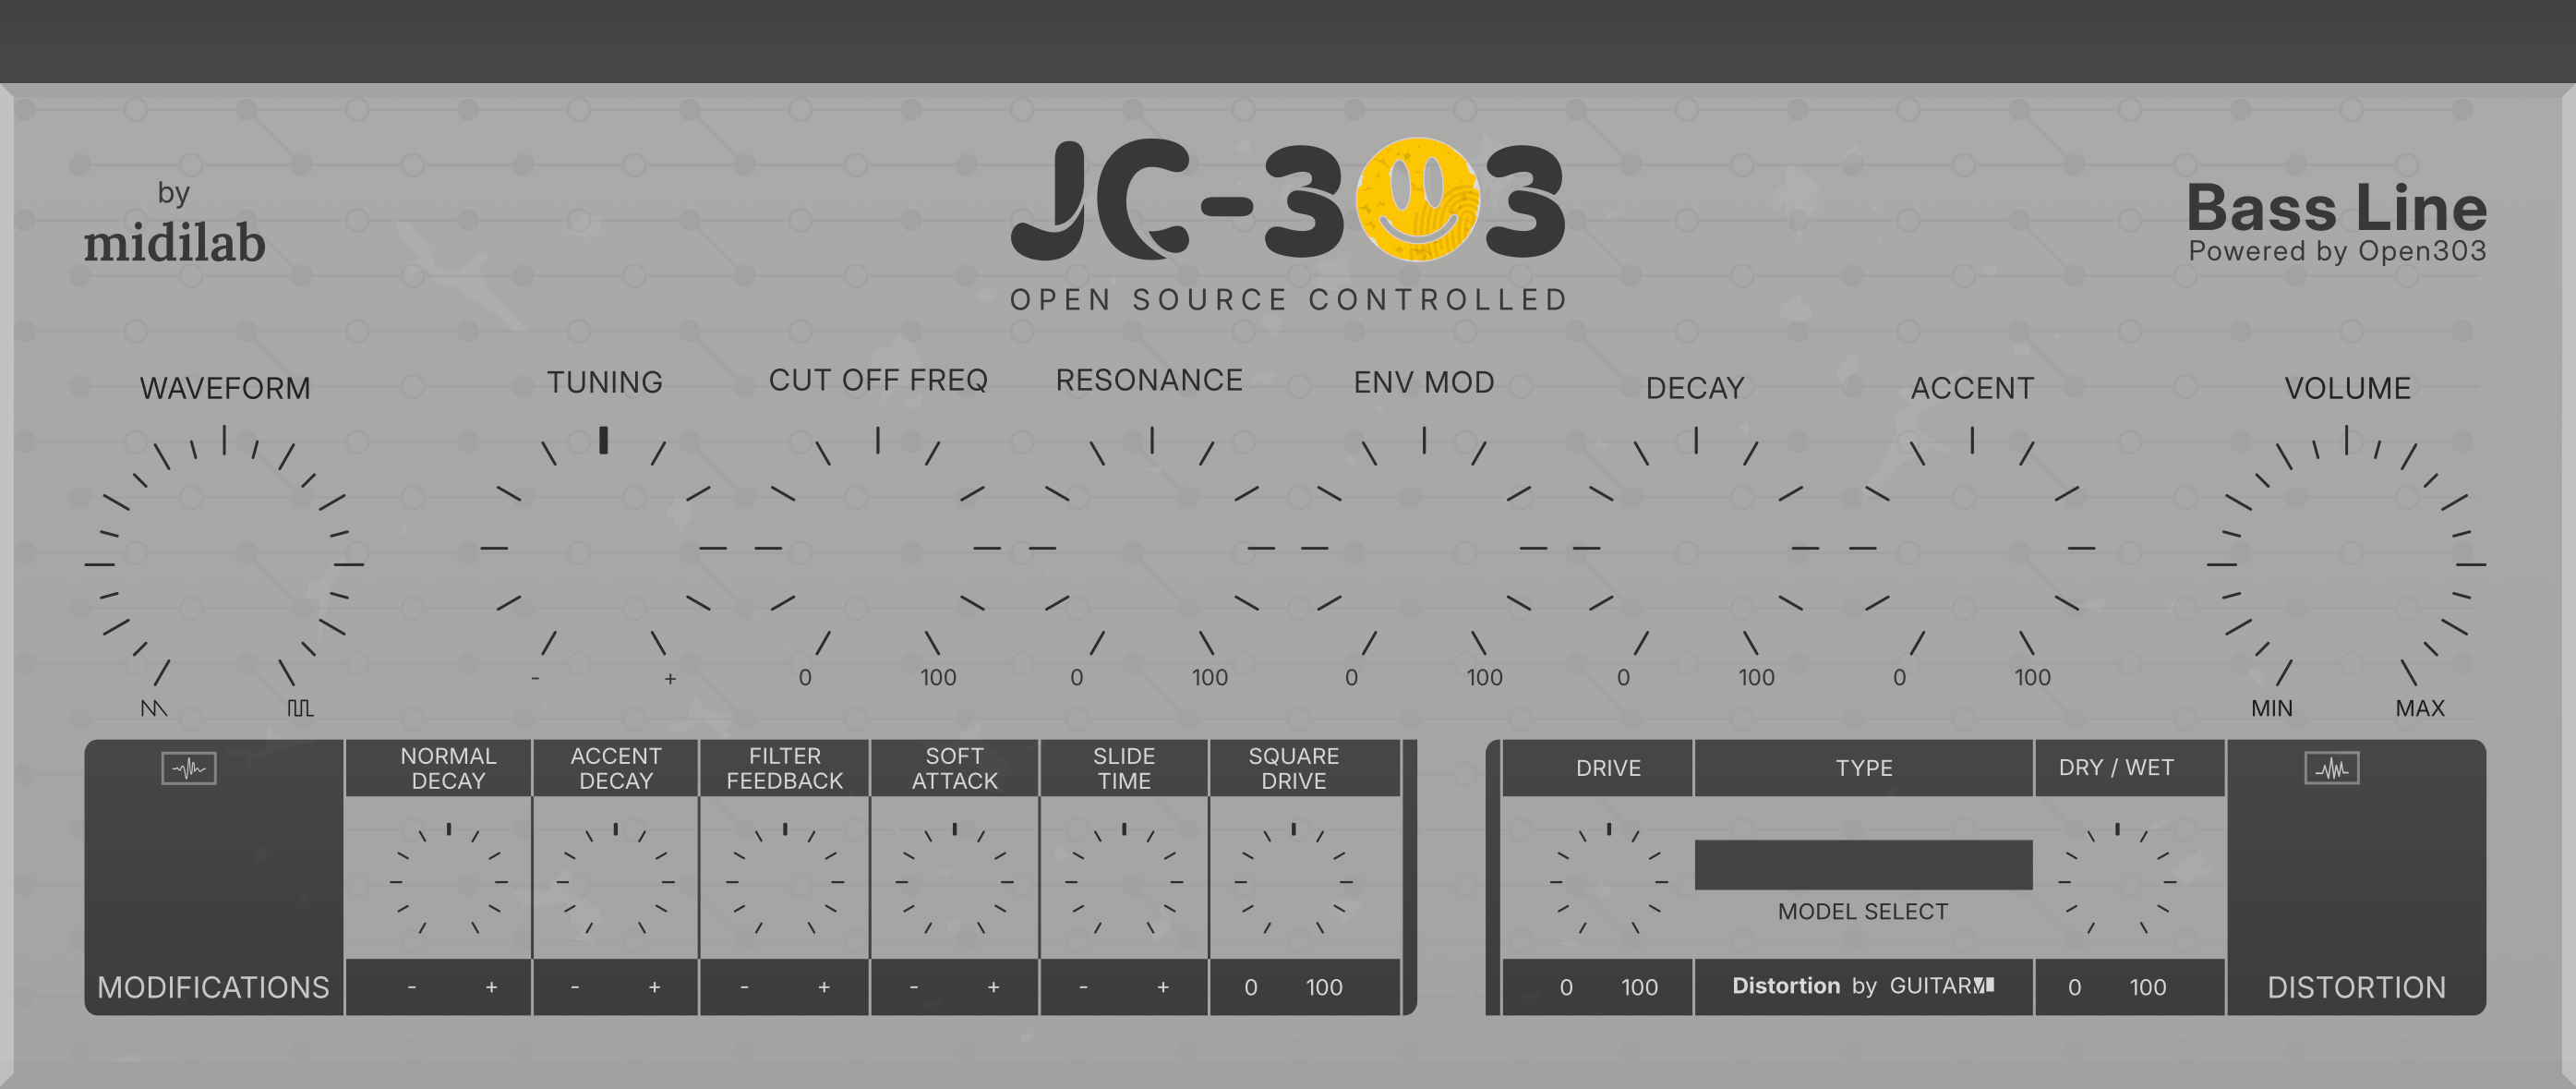 by
midilab
JC-303
OPEN SOURCE CONTROLLED
Bass Line
Powered by Open303
WAVEFORM
TUNING
CUT OFF FREQ
RESONANCE
ENV MOD
DECAY
ACCENT
VOLUME
- +
0 100
0 100
0 100
0 100
0 100
MIN MAX
MODIFICATIONS
NORMAL
DECAY
- +
ACCENT
DECAY
- +
FILTER
FEEDBACK
- +
SOFT
ATTACK
- +
SLIDE
TIME
- +
SQUARE
DRIVE
0 100
DRIVE
0 100
TYPE
MODEL SELECT
Distortion by GUITARML
DRY / WET
0 100
DISTORTION